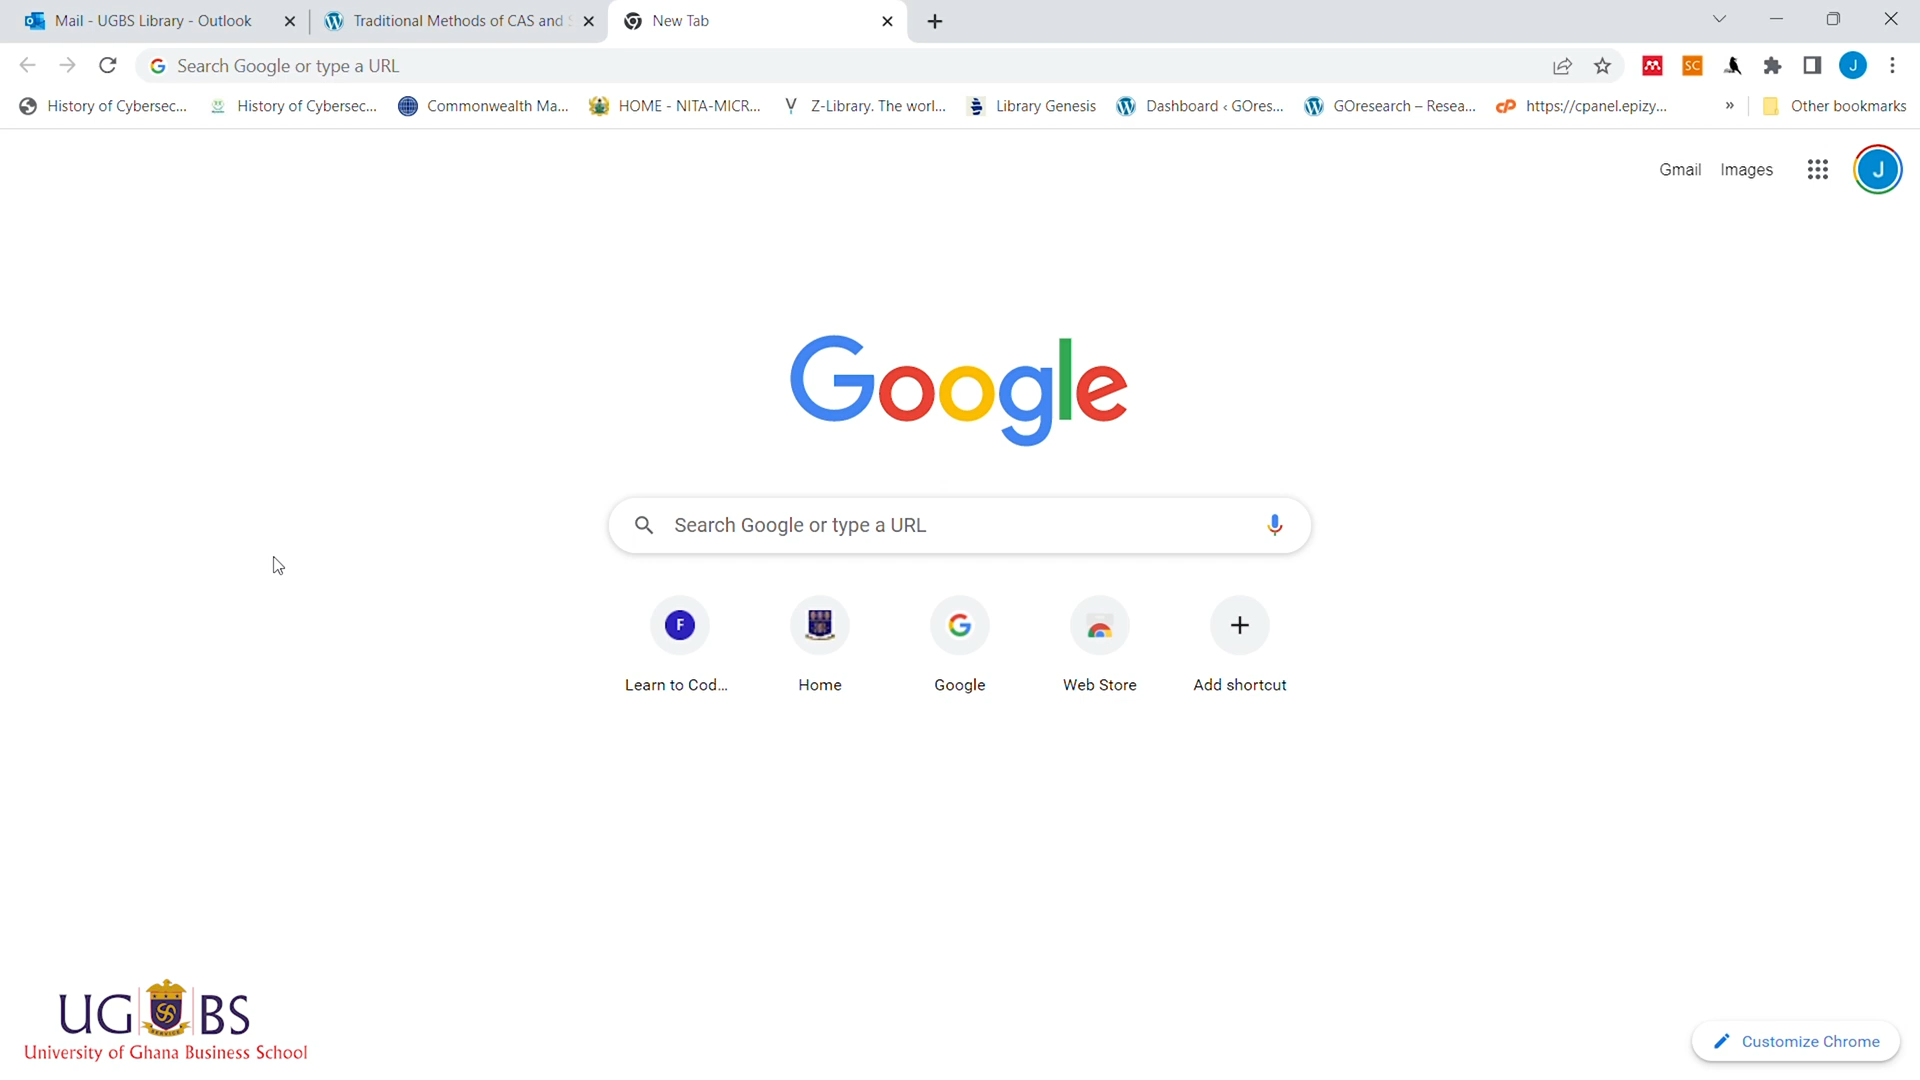 Mail - UGBS Library - Outlook
Traditional Methods of CAS and
New Tab
Search Google or type a URL
History of Cybersec...
History of Cybersec...
Commonwealth Ma...
HOME - NITA-MICR...
Z-Library. The worl...
Library Genesis
Dashboard ‹ GOres...
GOresearch – Resea...
https://cpanel.epizy...
»
Other bookmarks
SC
J
Gmail
Images
J
Google
Search Google or type a URL
F
Learn to Cod...
Home
Google
Web Store
Add shortcut
UGBS
University of Ghana Business School
Customize Chrome